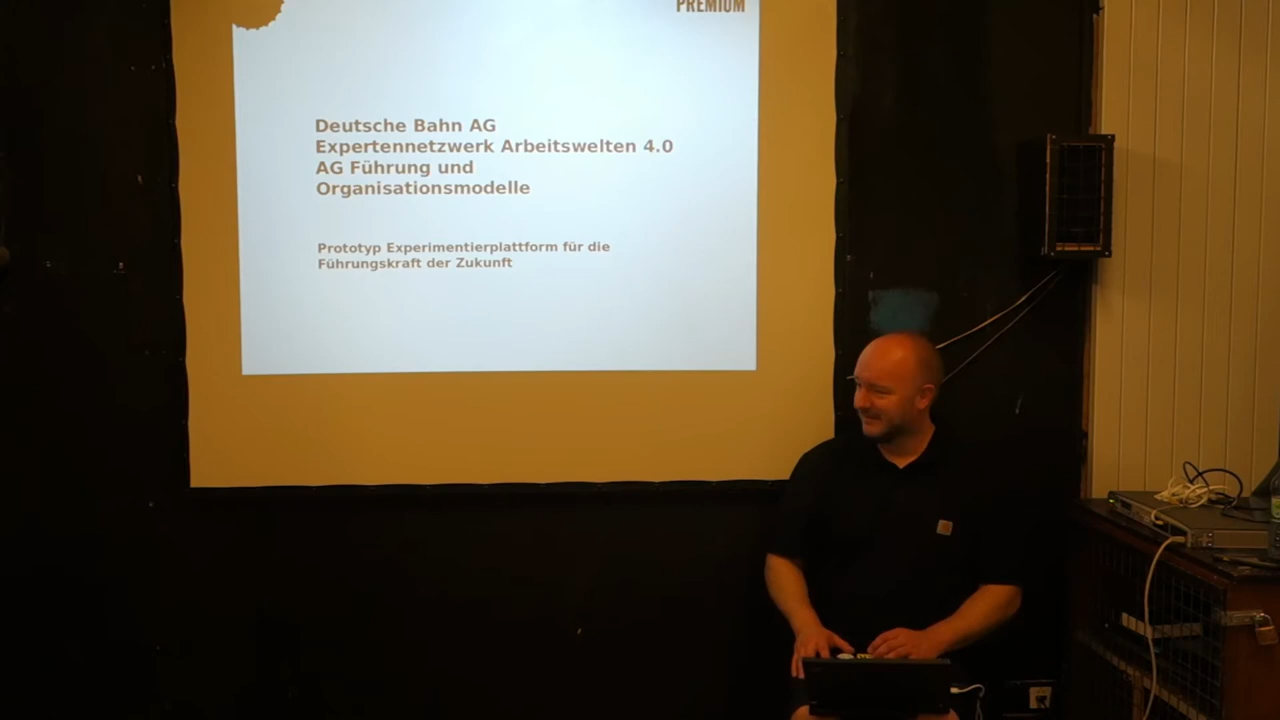 PREMIUM
Deutsche Bahn AG
Expertennetzwerk Arbeitswelten 4.0
AG Führung und
Organisationsmodelle
Prototyp Experimentierplattform für die
Führungskraft der Zukunft